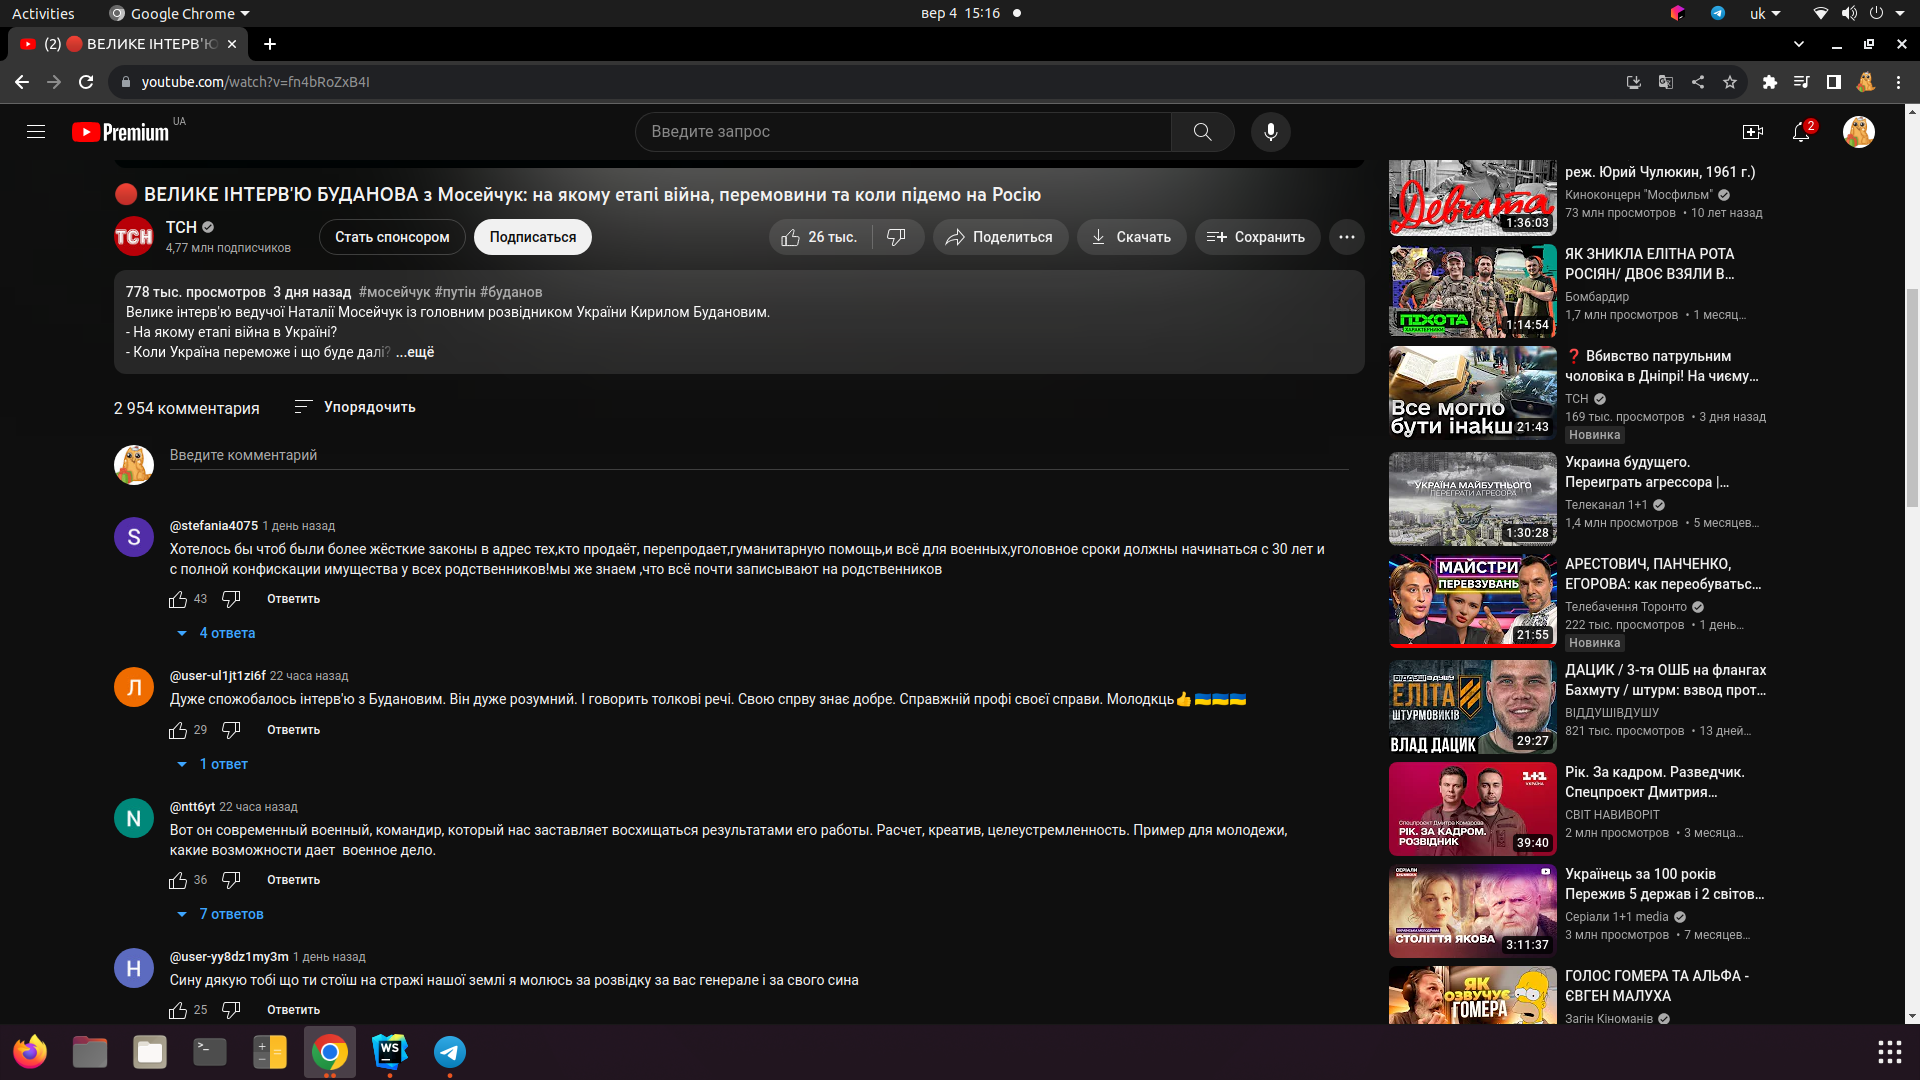 Activities
Google Chrome
вер 4 15:16
uk
(2) 🔴 ВЕЛИКЕ ІНТЕРВ'Ю
youtube.com/watch?v=fn4bRoZxB4I
Premium
UA
Введите запрос
2
🔴 ВЕЛИКЕ ІНТЕРВ'Ю БУДАНОВА з Мосейчук: на якому етапі війна, перемовини та коли підемо на Росію
ТСН
ТСН
4,77 млн подписчиков
Стать спонсором
Подписаться
26 тыс.
Поделиться
Скачать
Сохранить
778 тыс. просмотров 3 дня назад #мосейчук #путін #буданов
Велике інтерв'ю ведучої Наталії Мосейчук із головним розвідником України Кирилом Будановим.
- На якому етапі війна в Україні?
- Коли Україна переможе і що буде далі? ...ещё
2 954 комментария
Упорядочить
Введите комментарий
S
@stefania4075 1 день назад
Хотелось бы чтоб были более жёсткие законы в адрес тех,кто продаёт, перепродает,гуманитарную помощь,и всё для военных,уголовное сроки должны начинаться с 30 лет и
с полной конфискации имущества у всех родственников!мы же знаем ,что всё почти записывают на родственников
43
Ответить
4 ответа
Л
@user-ul1jt1zi6f 22 часа назад
Дуже спожобалось інтерв'ю з Будановим. Він дуже розумний. І говорить толкові речі. Свою спрву знає добре. Справжній профі своєї справи. Молодкць👍🇺🇦🇺🇦🇺🇦
29
Ответить
1 ответ
N
@ntt6yt 22 часа назад
Вот он современный военный, командир, который нас заставляет восхищаться результатами его работы. Расчет, креатив, целеустремленность. Пример для молодежи,
какие возможности дает военное дело.
36
Ответить
7 ответов
Н
@user-yy8dz1my3m 1 день назад
Сину дякую тобі що ти стоїш на стражі нашої землі я молюсь за розвідку за вас генерале і за свого сина
25
Ответить
Девчата
1:36:03
реж. Юрий Чулюкин, 1961 г.)
Киноконцерн "Мосфильм"
73 млн просмотров • 10 лет назад
ПІХОТА
1:14:54
ЯК ЗНИКЛА ЕЛІТНА РОТА
РОСІЯН/ ДВОЄ ВЗЯЛИ В…
Бомбардир
1,7 млн просмотров • 1 месяц…
Все могло
бути інакш
21:43
❓ Вбивство патрульним
чоловіка в Дніпрі! На чиєму…
ТСН
169 тыс. просмотров • 3 дня назад
Новинка
УКРАЇНА МАЙБУТНЬОГО
ПЕРЕГРАТИ АГРЕСОРА
1:30:28
Украина будущего.
Переиграть агрессора |…
Телеканал 1+1
1,4 млн просмотров • 5 месяцев…
МАЙСТРИ
ПЕРЕВЗУВАНЬ
21:55
АРЕСТОВИЧ, ПАНЧЕНКО,
ЕГОРОВА: как переобуватьс…
Телебачення Торонто
222 тыс. просмотров • 1 день…
Новинка
ВІДДУШІВДУШУ
ЕЛІТА
ШТУРМОВИКІВ
ВЛАД ДАЦИК
29:27
ДАЦИК / 3-тя ОШБ на флангах
Бахмуту / штурм: взвод прот…
ВІДДУШІВДУШУ
821 тыс. просмотров • 13 дней…
1+1
УКРАЇНА
Спецпроєкт Дмитра Комарова
РІК. ЗА КАДРОМ.
РОЗВІДНИК
39:40
Рік. За кадром. Разведчик.
Спецпроект Дмитрия…
СВІТ НАВИВОРІТ
2 млн просмотров • 3 месяца…
СЕРІАЛИ
СТОЛІТТЯ ЯКОВА
3:11:37
Українець за 100 років
Пережив 5 держав і 2 світов…
Серіали 1+1 media
3 млн просмотров • 7 месяцев…
ЯК
ОЗВУЧУЄ
ГОМЕРА
ГОЛОС ГОМЕРА ТА АЛЬФА -
ЄВГЕН МАЛУХА
Загін Кіноманів
WS